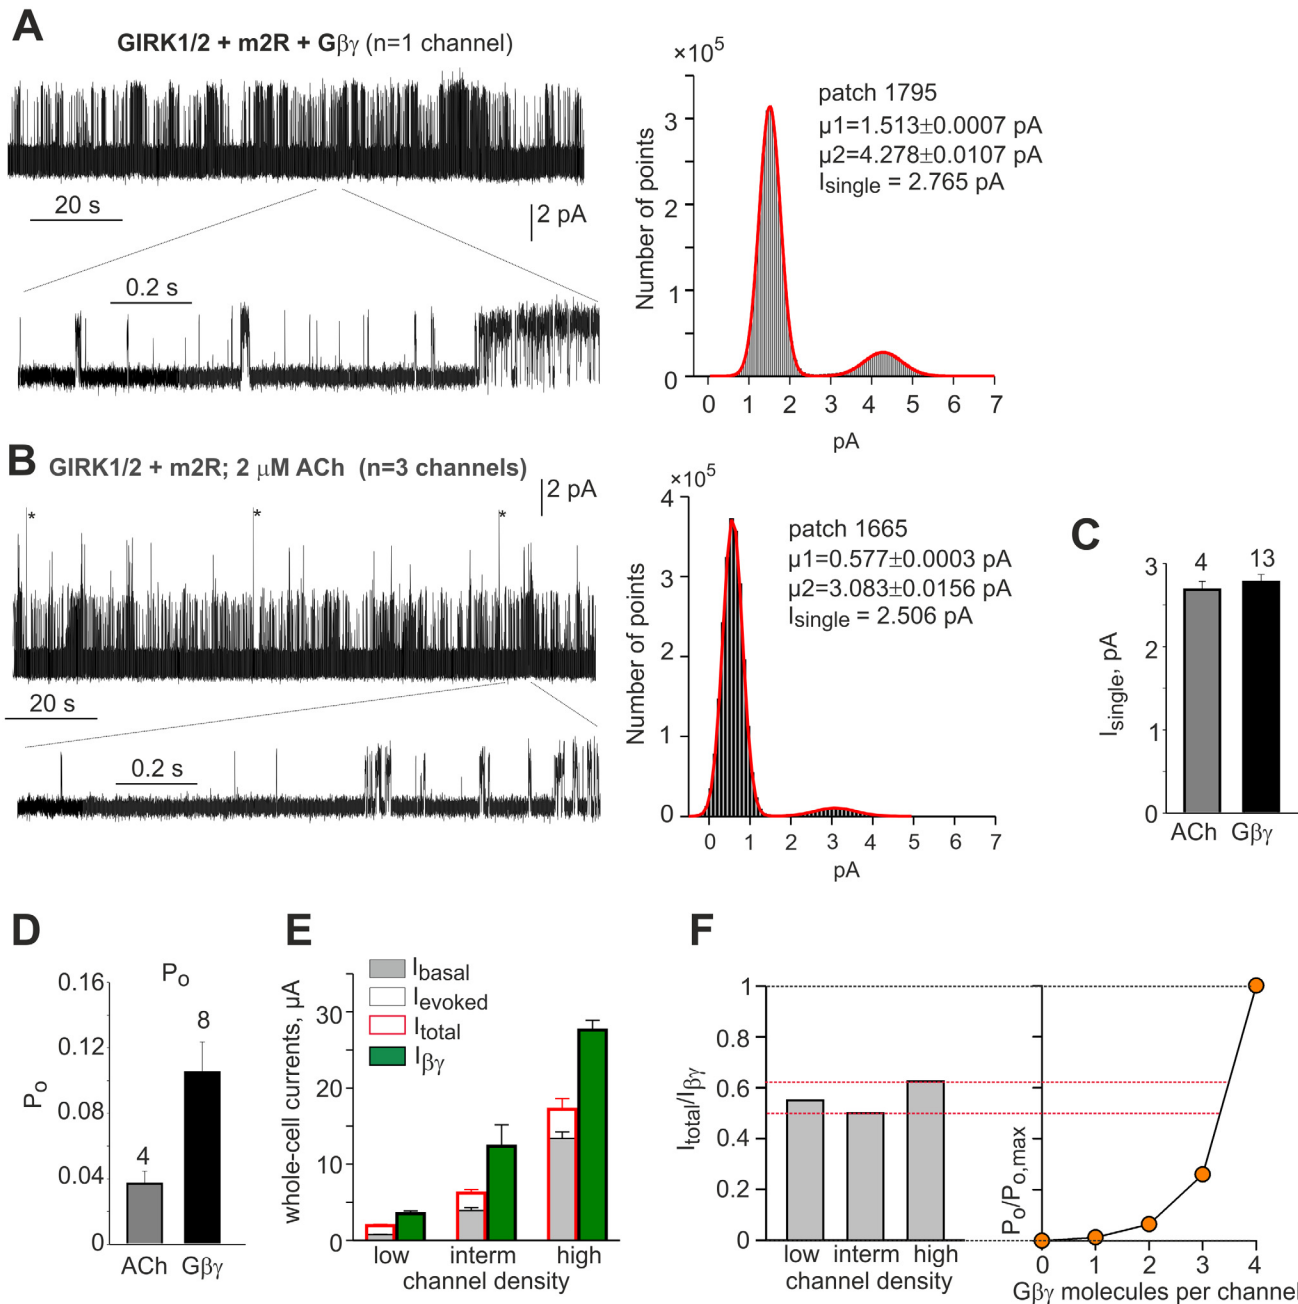 A
GIRK1/2 + m2R + Gβγ (n=1 channel)
20 s
2 pA
0.2 s
×10⁵
Number of points
3
2
1
0
patch 1795
µ1=1.513±0.0007 pA
µ2=4.278±0.0107 pA
Isingle = 2.765 pA
0 1 2 3 4 5 6 7
pA
B
GIRK1/2 + m2R; 2 µM ACh (n=3 channels)
2 pA
* * *
20 s
0.2 s
×10⁵
Number of points
4
3
2
1
0
patch 1665
µ1=0.577±0.0003 pA
µ2=3.083±0.0156 pA
Isingle = 2.506 pA
0 1 2 3 4 5 6 7
pA
C
Isingle, pA
3
2
1
0
4 13
ACh Gβγ
D
Po
Po
0.16
0.12
0.08
0.04
0
4 8
ACh Gβγ
E
whole-cell currents, µA
30
20
10
0
Ibasal
Ievoked
Itotal
Iβγ
low interm high
channel density
F
Itotal/Iβγ
1
0.8
0.6
0.4
0.2
0
low interm high
channel density
Po/Po,max
0 1 2 3 4
Gβγ molecules per channel